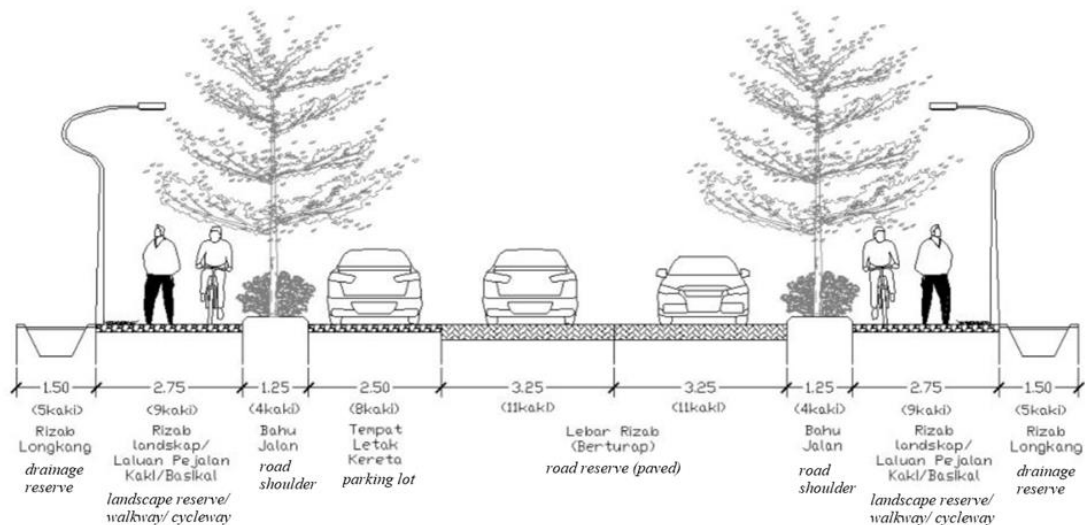 1.50
(5kaki)
Rizab
Longkang
drainage
reserve
2.75
(9kaki)
Rizab
landskap/
Laluan Pejalan
Kaki/Basikal
landscape reserve/
walkway/ cycleway
1.25
(4kaki)
Bahu
Jalan
road
shoulder
2.50
(8kaki)
Tempat
Letak
Kereta
parking lot
3.25
(11kaki)
3.25
(11kaki)
Lebar Rizab
(Berturap)
road reserve (paved)
1.25
(4kaki)
Bahu
Jalan
road
shoulder
2.75
(9kaki)
Rizab
landskap/
Laluan Pejalan
Kaki/Basikal
landscape reserve/
walkway/ cycleway
1.50
(5kaki)
Rizab
Longkang
drainage
reserve